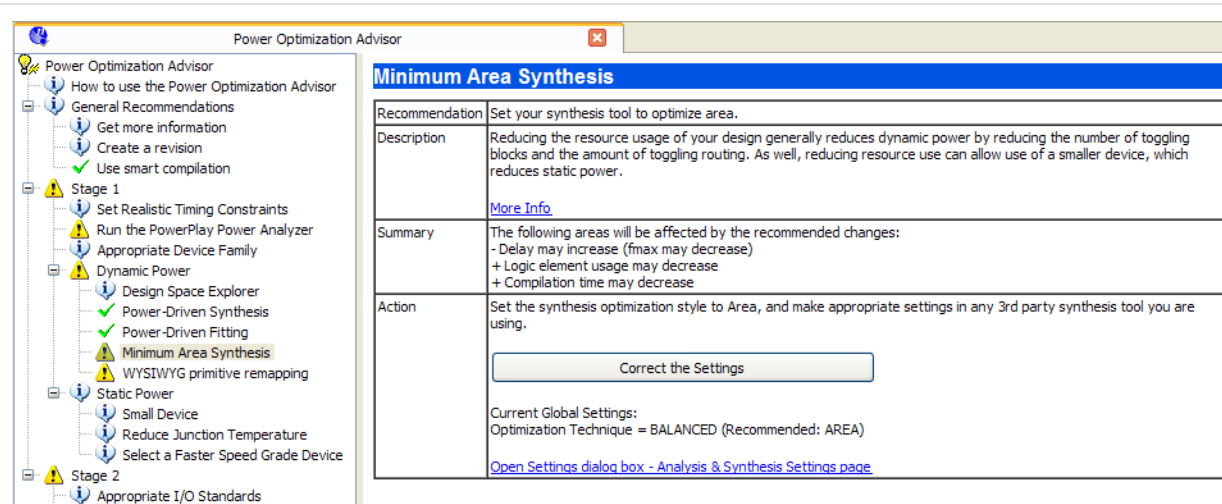 Power Optimization Advisor
Power Optimization Advisor
How to use the Power Optimization Advisor
General Recommendations
Get more information
Create a revision
Use smart compilation
Stage 1
Set Realistic Timing Constraints
Run the PowerPlay Power Analyzer
Appropriate Device Family
Dynamic Power
Design Space Explorer
Power-Driven Synthesis
Power-Driven Fitting
Minimum Area Synthesis
WYSIWYG primitive remapping
Static Power
Small Device
Reduce Junction Temperature
Select a Faster Speed Grade Device
Stage 2
Appropriate I/O Standards
Minimum Area Synthesis
Recommendation Set your synthesis tool to optimize area.
Description Reducing the resource usage of your design generally reduces dynamic power by reducing the number of toggling
blocks and the amount of toggling routing. As well, reducing resource use can allow use of a smaller device, which
reduces static power.
More Info
Summary The following areas will be affected by the recommended changes:
- Delay may increase (fmax may decrease)
+ Logic element usage may decrease
+ Compilation time may decrease
Action Set the synthesis optimization style to Area, and make appropriate settings in any 3rd party synthesis tool you are
using.
Correct the Settings
Current Global Settings:
Optimization Technique = BALANCED (Recommended: AREA)
Open Settings dialog box - Analysis & Synthesis Settings page